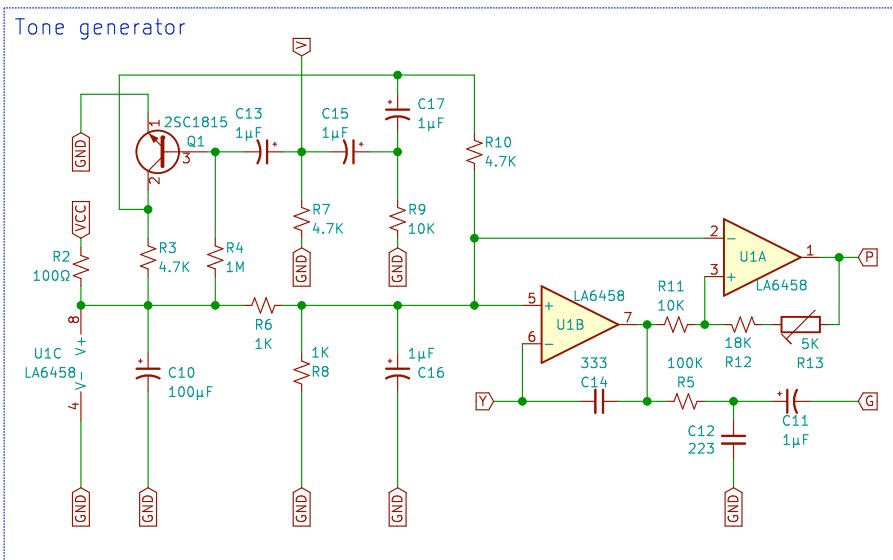 Tone generator
V
C13
1µF
C15
1µF
C17
1µF
2SC1815
Q1
1
3
2
GND
R10
4.7K
VCC
R2
100Ω
R3
4.7K
R4
1M
R7
4.7K
R9
10K
GND
GND
2
1
3
U1A
LA6458
P
8
V+
U1C
LA6458
V-
4
C10
100µF
R6
1K
1K
R8
1µF
C16
5
6
7
U1B
LA6458
R11
10K
18K
R12
5K
R13
Y
333
C14
100K
R5
C11
1µF
G
C12
223
GND
GND
GND
GND
GND